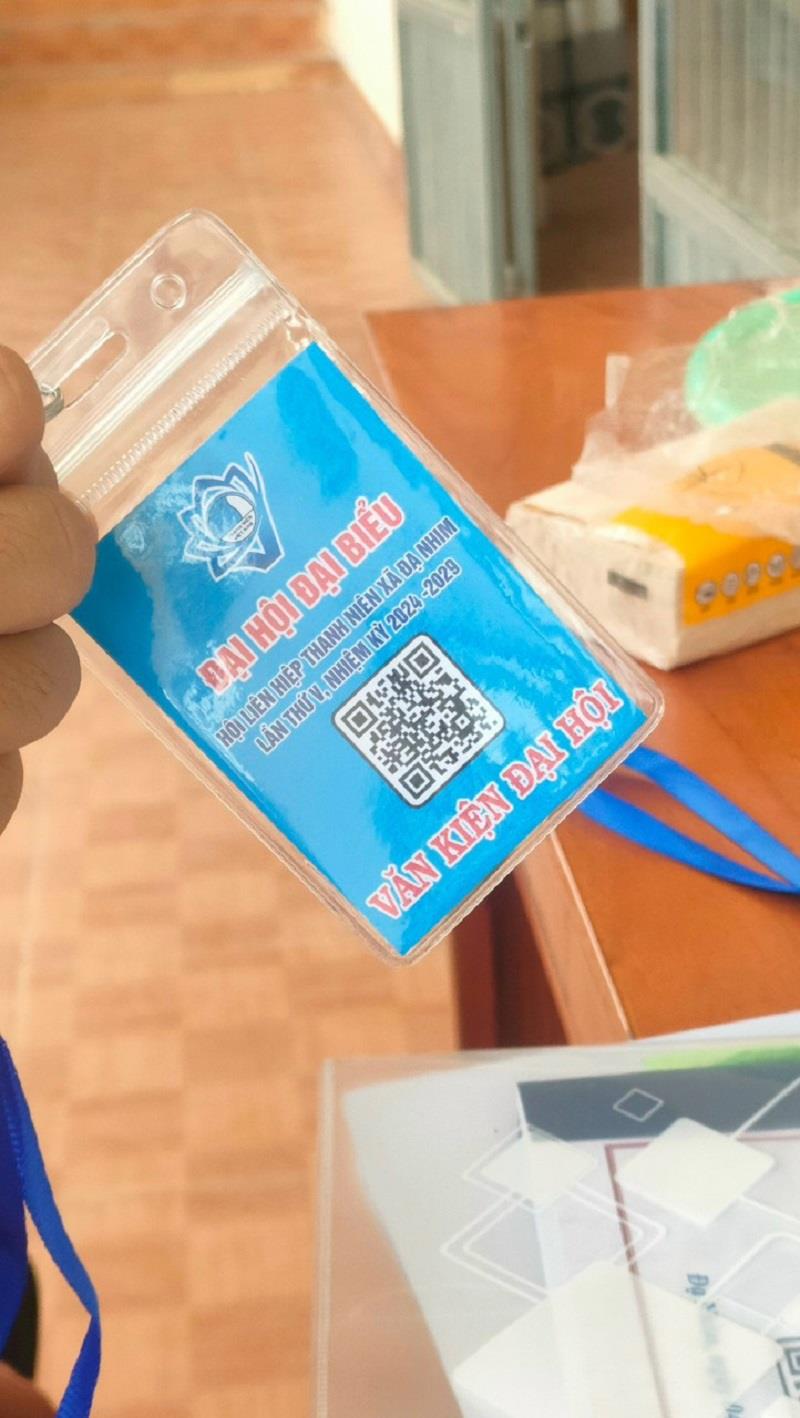 ĐẠI HỘI ĐẠI BIỂU
HỘI LIÊN HIỆP THANH NIÊN XÃ ĐẠ NHIM
LẦN THỨ V, NHIỆM KỲ 2024 -2029
VĂN KIỆN ĐẠI HỘI